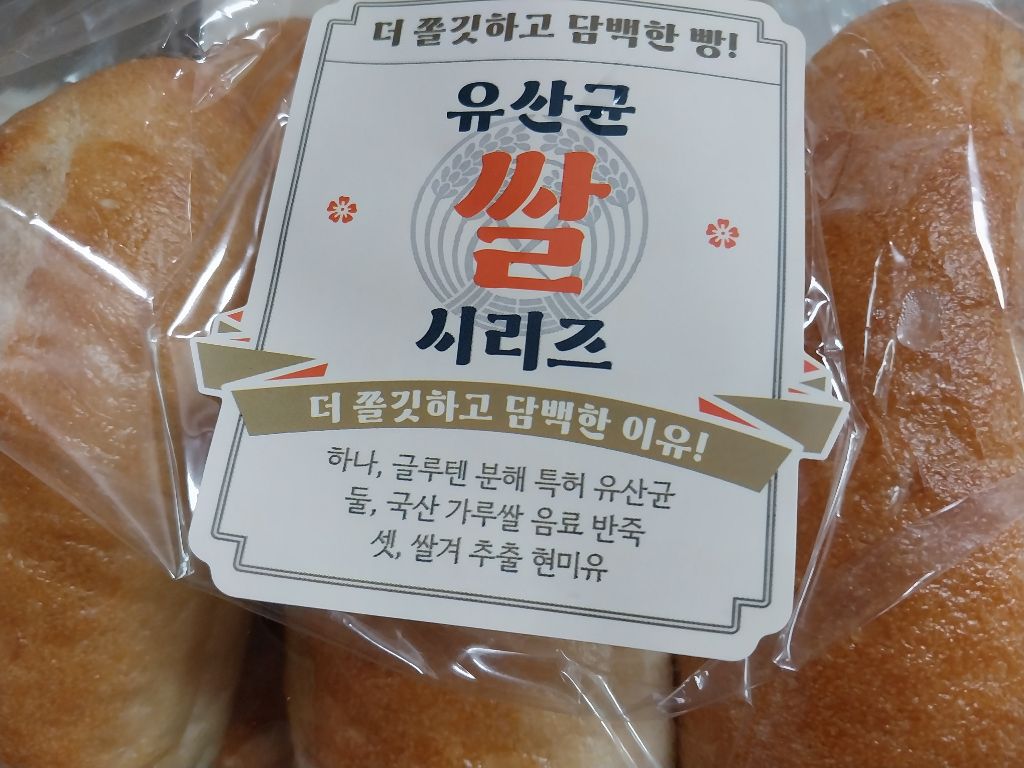 더 쫄깃하고 담백한 빵!
유산균
쌀
시리즈
더 쫄깃하고 담백한 이유!
하나, 글루텐 분해 특허 유산균
둘, 국산 가루쌀 음료 반죽
셋, 쌀겨 추출 현미유